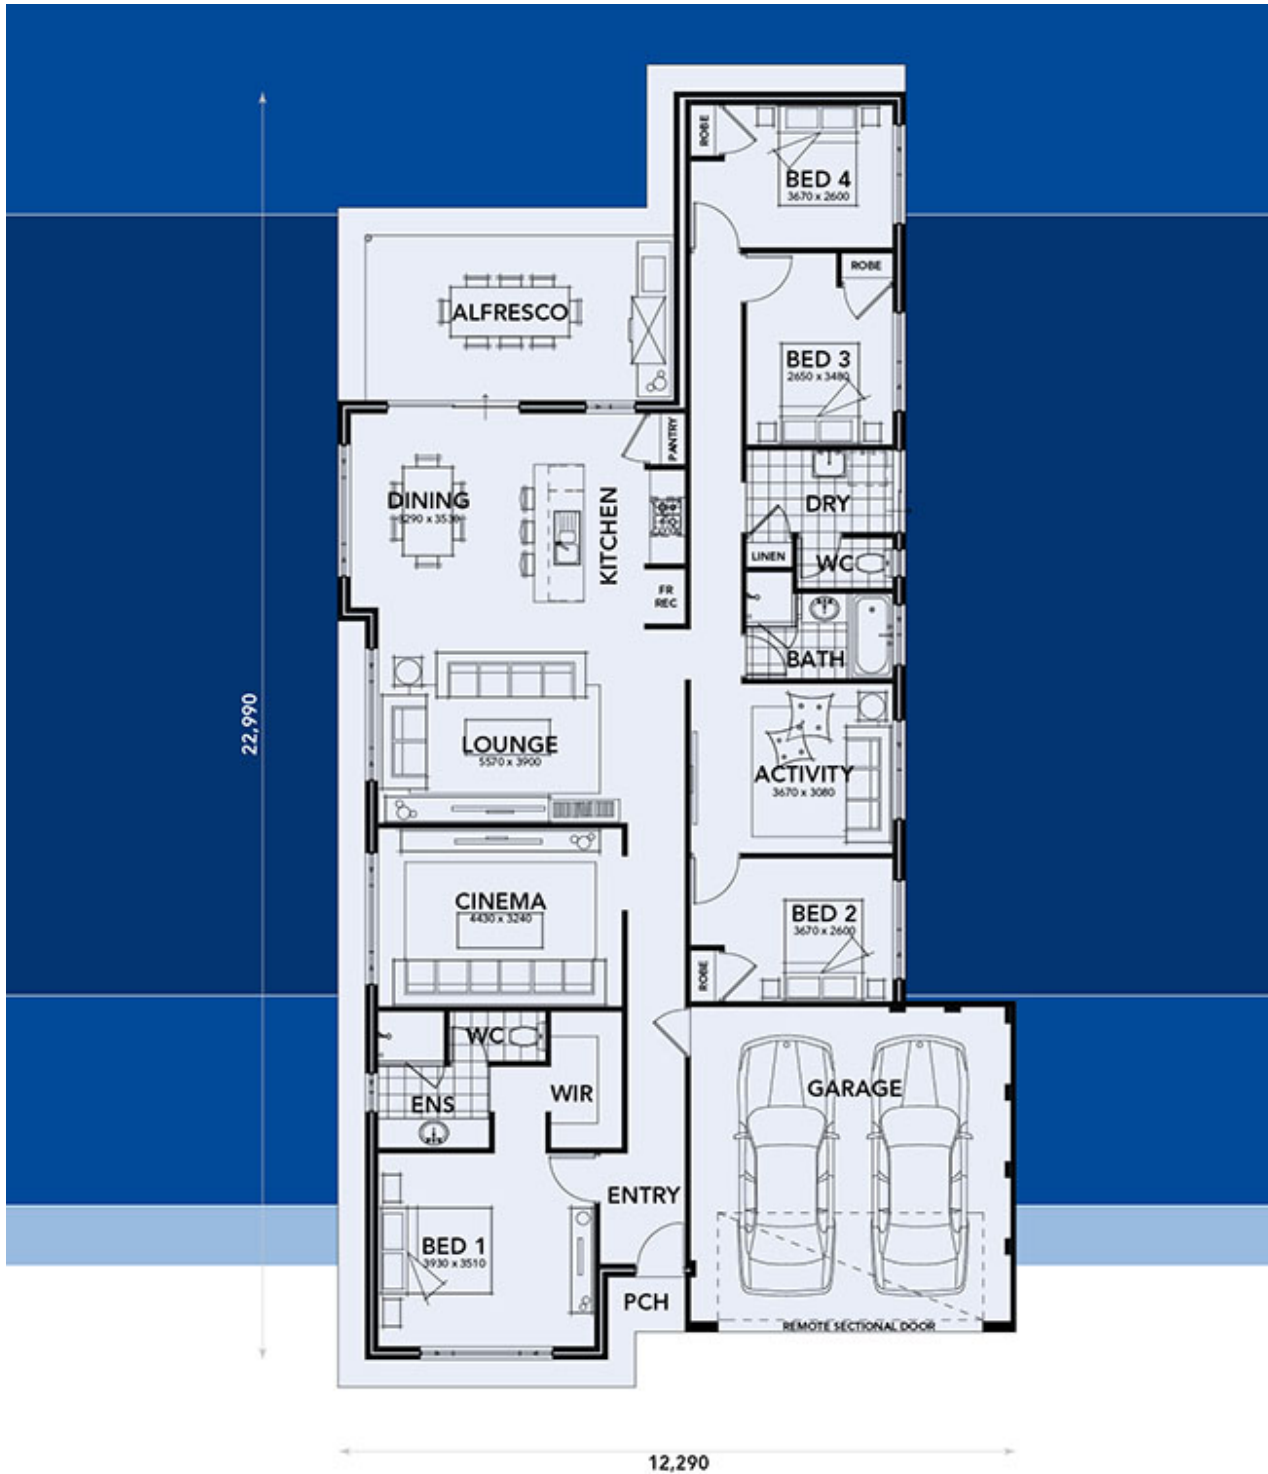 ROBE
BED 4
3670 x 2600
ROBE
ALFRESCO
BED 3
2650 x 3480
PANTRY
DINING
3290 x 3530
KITCHEN
DRY
LINEN
WC
FR
REC
BATH
LOUNGE
5570 x 3900
ACTIVITY
3670 x 3080
22,990
CINEMA
4430 x 3240
BED 2
3670 x 2600
ROBE
WC
ENS
WIR
GARAGE
ENTRY
BED 1
3930 x 3510
PCH
REMOTE SECTIONAL DOOR
12,290